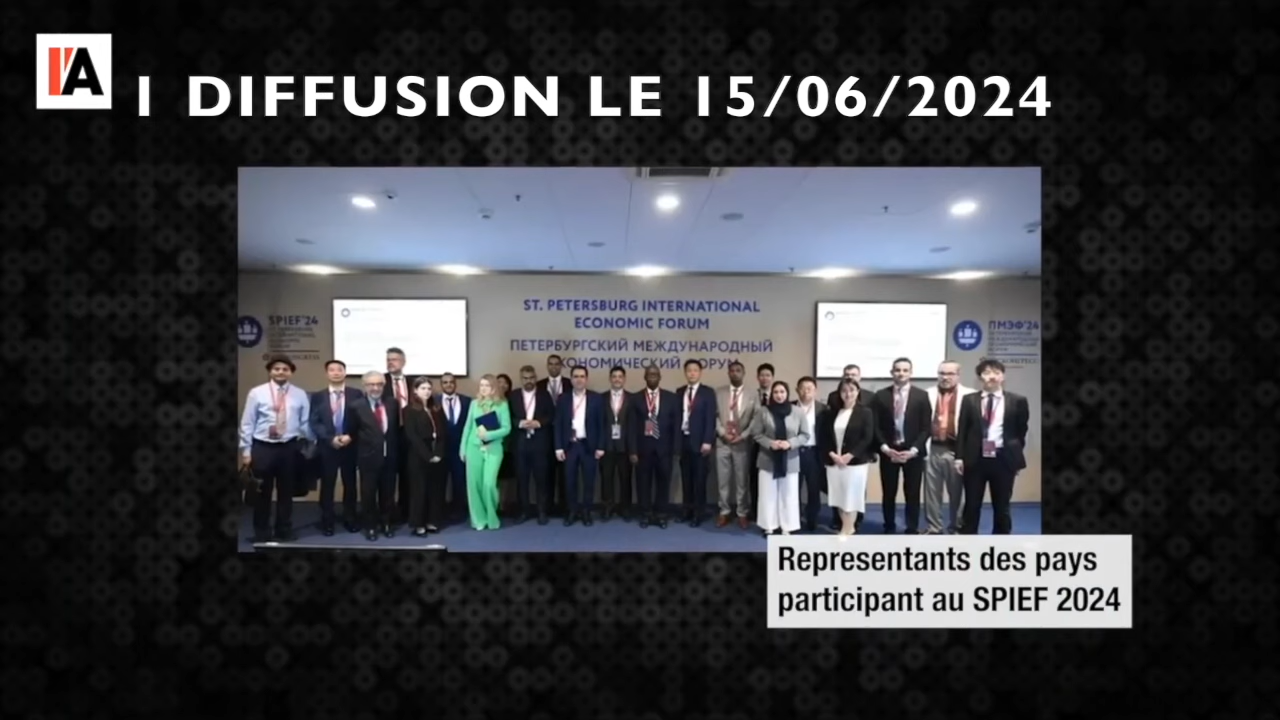 I'A
| DIFFUSION LE 15/06/2024
ST. PETERSBURG INTERNATIONAL
ECONOMIC FORUM
ПЕТЕРБУРГСКИЙ МЕЖДУНАРОДНЫЙ
ЭКОНОМИЧЕСКИЙ ФОРУМ
SPIEF'24
ПМЭФ'24
Representants des pays
participant au SPIEF 2024